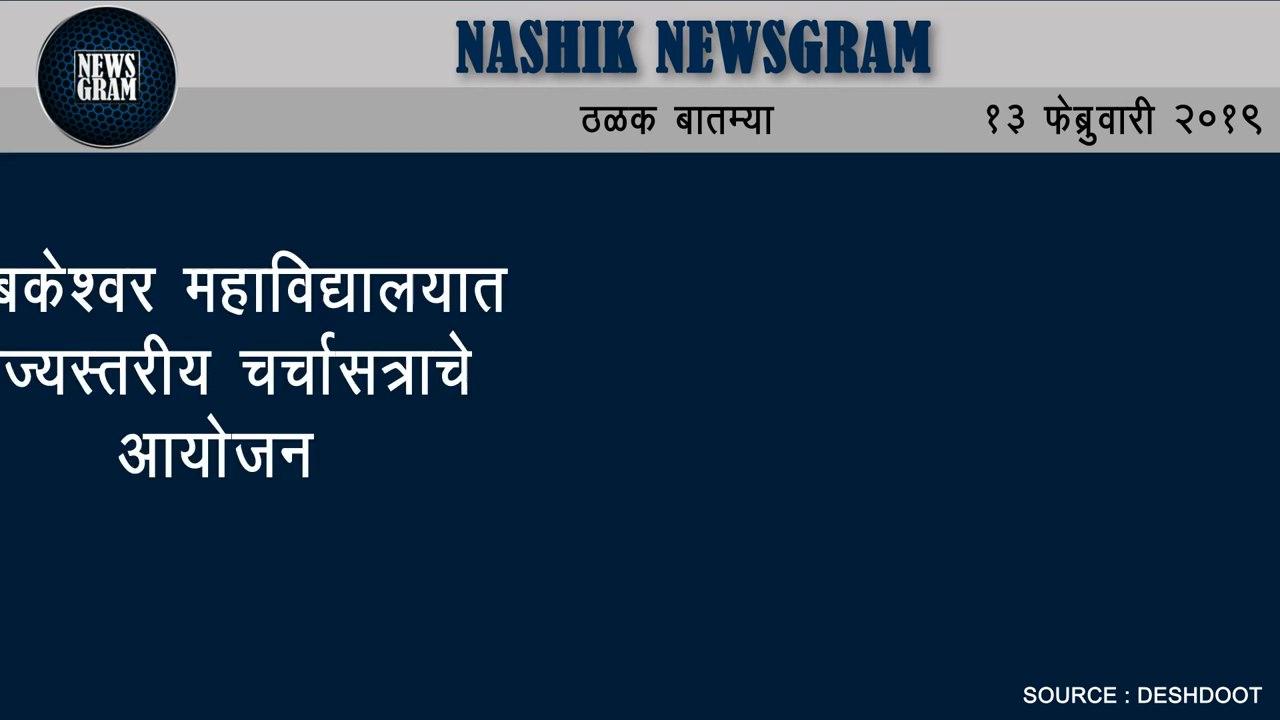 NEWS
GRAM
NASHIK NEWSGRAM
ठळक बातम्या
१३ फेब्रुवारी २०१९
बकेश्वर महाविद्यालयात
ज्यस्तरीय चर्चासत्राचे
आयोजन
SOURCE : DESHDOOT